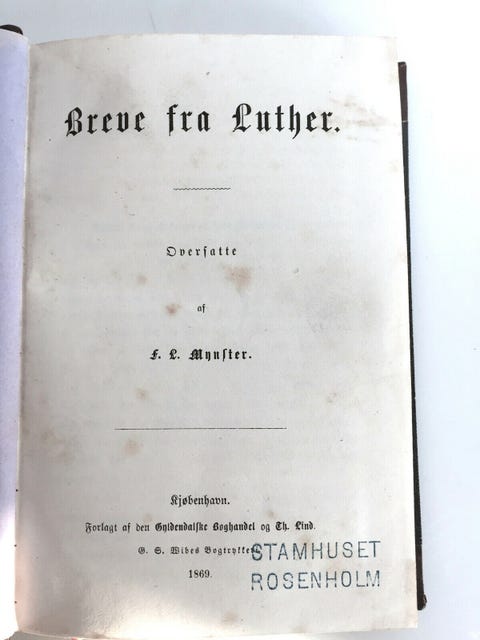 Breve fra Luther.
Oversatte
af
F. L. Mynster.
Kjøbenhavn.
Forlagt af den Gyldendalske Boghandel og Th. Lind.
G. S. Wibes Bogtrykkeri
1869.
STAMHUSET
ROSENHOLM